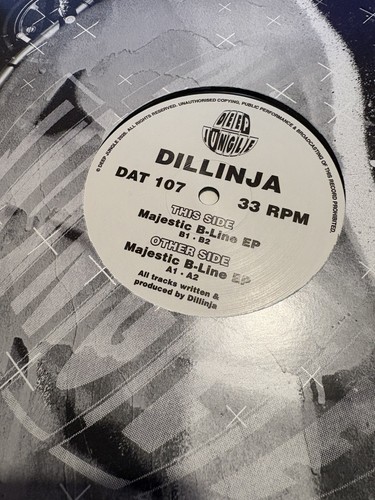 © DEEP JUNGLE 2025. ALL RIGHTS RESERVED. UNAUTHORISED COPYING, PUBLIC PERFORMANCE & BROADCASTING OF THIS RECORD PROHIBITED.
DEEP
JUNGLE
DILLINJA
DAT 107
33 RPM
THIS SIDE
Majestic B-Line EP
B1 · B2
OTHER SIDE
Majestic B-Line EP
A1 · A2
All tracks written &
produced by Dillinja